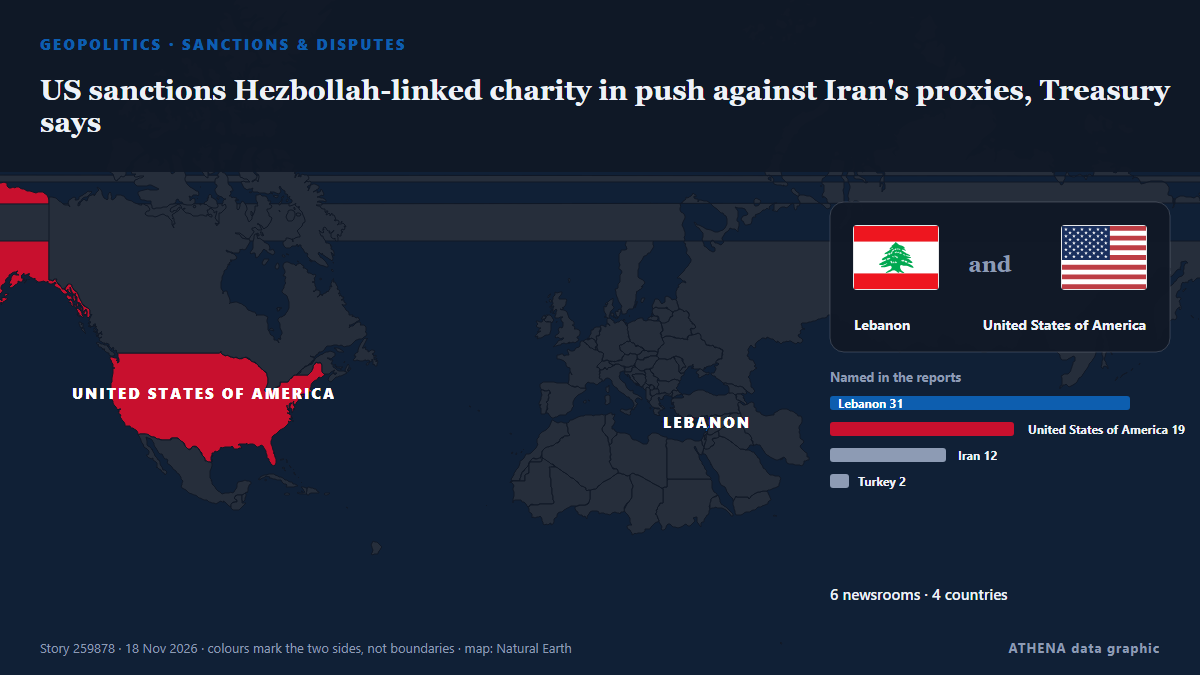 GEOPOLITICS · SANCTIONS & DISPUTES
US sanctions Hezbollah-linked charity in push against Iran's proxies, Treasury
says
and
Lebanon
United States of America
Named in the reports
Lebanon 31
United States of America 19
Iran 12
Turkey 2
UNITED STATES OF AMERICA
LEBANON
6 newsrooms · 4 countries
Story 259878 · 18 Nov 2026 · colours mark the two sides, not boundaries · map: Natural Earth
ATHENA data graphic